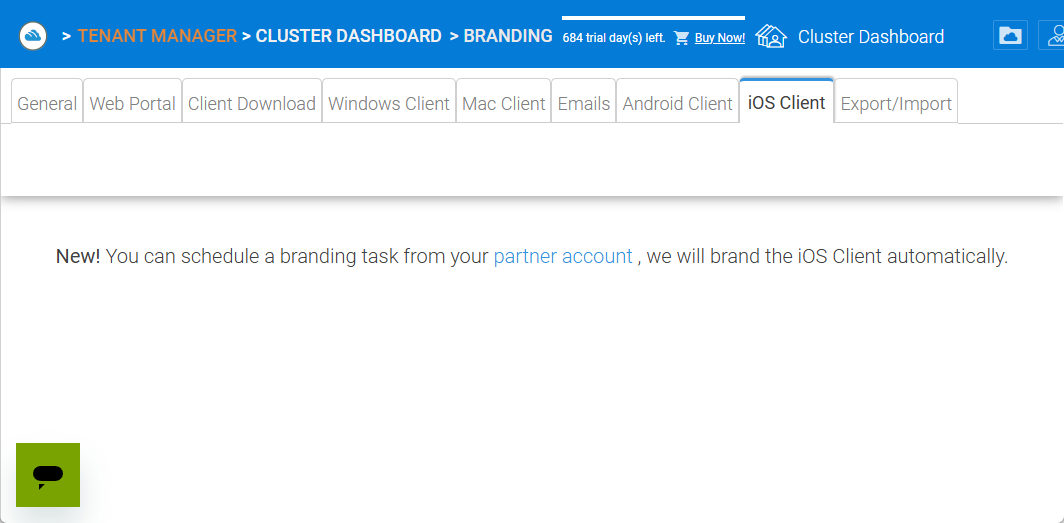 > TENANT MANAGER > CLUSTER DASHBOARD > BRANDING 684 trial day(s) left. Buy Now! Cluster Dashboard
General Web Portal Client Download Windows Client Mac Client Emails Android Client iOS Client Export/Import
New! You can schedule a branding task from your partner account , we will brand the iOS Client automatically.